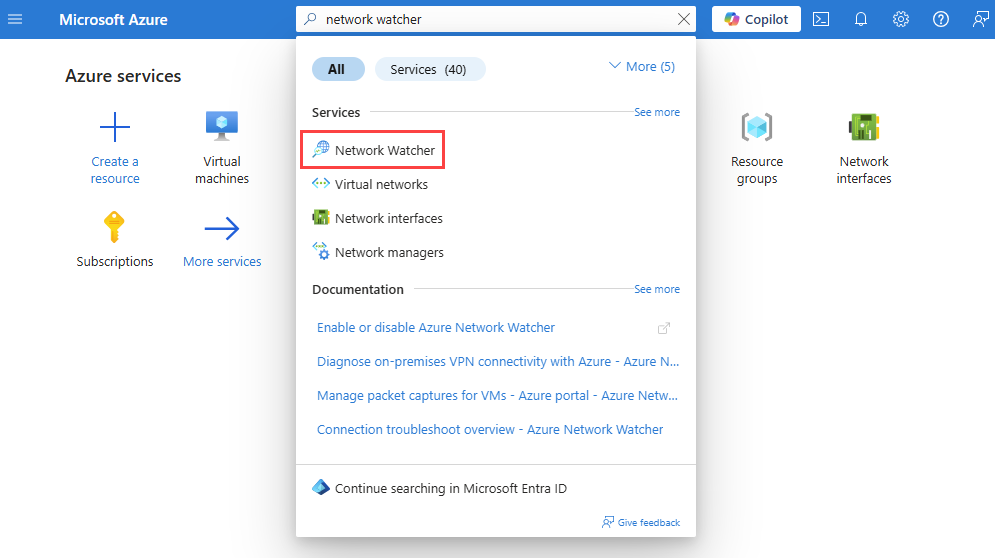 Microsoft Azure
network watcher
Copilot
Azure services
Create a
resource
Virtual
machines
Subscriptions
More services
All
Services (40)
More (5)
Services
See more
Network Watcher
Virtual networks
Network interfaces
Network managers
Documentation
See more
Enable or disable Azure Network Watcher
Diagnose on-premises VPN connectivity with Azure - Azure N...
Manage packet captures for VMs - Azure portal - Azure Netw...
Connection troubleshoot overview - Azure Network Watcher
Continue searching in Microsoft Entra ID
Give feedback
Resource
groups
Network
interfaces